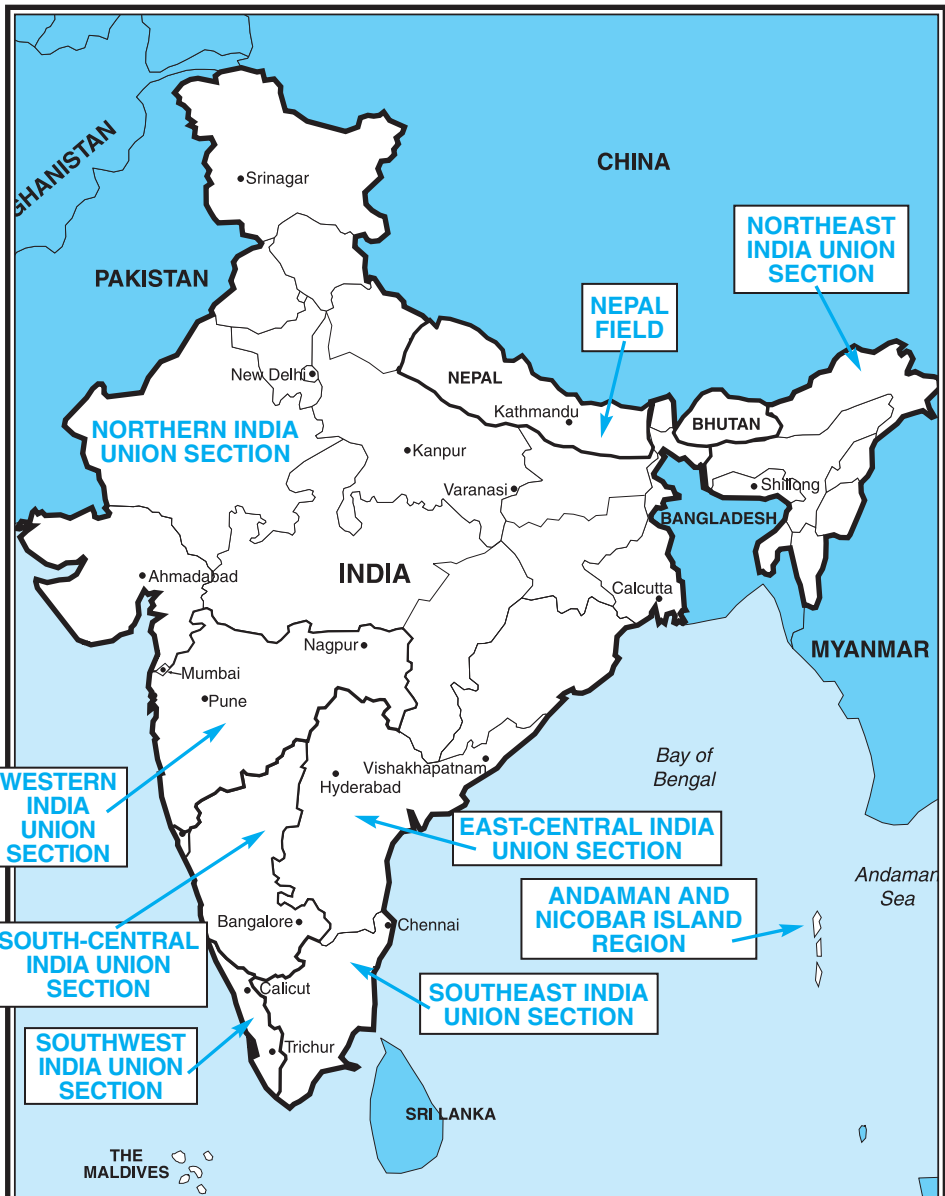 CHINA
GHANISTAN
Srinagar
NORTHEAST
INDIA UNION
SECTION
PAKISTAN
NEPAL
FIELD
New Delhi
NEPAL
Kathmandu
BHUTAN
NORTHERN INDIA
UNION SECTION
Kanpur
Varanasi
Shillong
BANGLADESH
Ahmadabad
INDIA
Calcutta
Nagpur
MYANMAR
Mumbai
Pune
Bay of
Bengal
Vishakhapatnam
Hyderabad
WESTERN
INDIA
UNION
SECTION
EAST-CENTRAL INDIA
UNION SECTION
Andaman
Sea
ANDAMAN AND
NICOBAR ISLAND
REGION
Bangalore
Chennai
SOUTH-CENTRAL
INDIA UNION
SECTION
Calicut
SOUTHEAST INDIA
UNION SECTION
SOUTHWEST
INDIA UNION
SECTION
Trichur
SRI LANKA
THE
MALDIVES